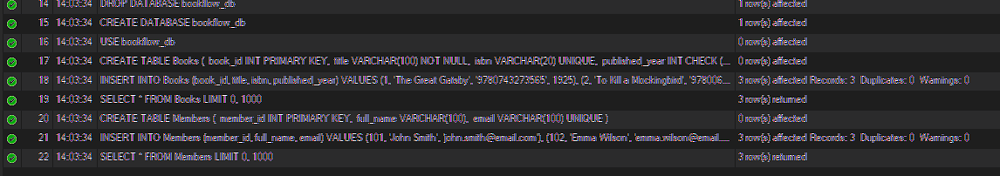 14 14:03:34 DROP DATABASE bookflow_db 1 row(s) affected
15 14:03:34 CREATE DATABASE bookflow_db 1 row(s) affected
16 14:03:34 USE bookflow_db 0 row(s) affected
17 14:03:34 CREATE TABLE Books ( book_id INT PRIMARY KEY, title VARCHAR(100) NOT NULL, isbn VARCHAR(20) UNIQUE, published_year INT CHECK (... 0 row(s) affected
18 14:03:34 INSERT INTO Books (book_id, title, isbn, published_year) VALUES (1, 'The Great Gatsby', '9780743273565', 1925), (2, 'To Kill a Mockingbird', '978006... 3 row(s) affected Records: 3 Duplicates: 0 Warnings: 0
19 14:03:34 SELECT * FROM Books LIMIT 0, 1000 3 row(s) returned
20 14:03:34 CREATE TABLE Members ( member_id INT PRIMARY KEY, full_name VARCHAR(100), email VARCHAR(100) UNIQUE ) 0 row(s) affected
21 14:03:34 INSERT INTO Members (member_id, full_name, email) VALUES (101, 'John Smith', 'john.smith@email.com'), (102, 'Emma Wilson', 'emma.wilson@email.... 3 row(s) affected Records: 3 Duplicates: 0 Warnings: 0
22 14:03:34 SELECT * FROM Members LIMIT 0, 1000 3 row(s) returned